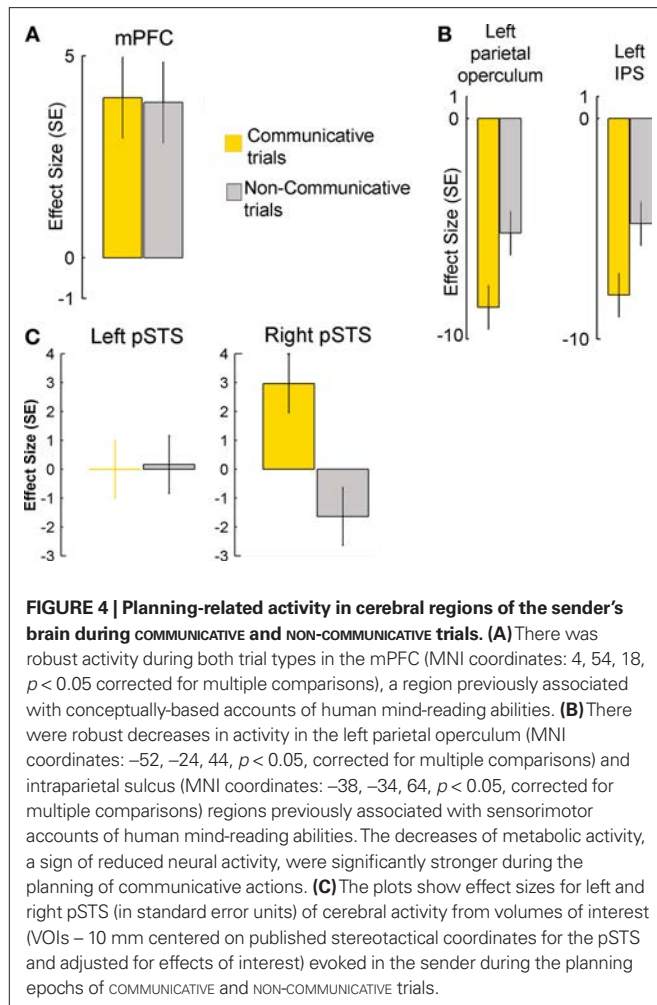 A
mPFC
5
0
-1
Effect Size (SE)
Communicative
trials
Non-Communicative
trials
B
Left
parietal
operculum
Left
IPS
1
0
-10
Effect Size (SE)
1
0
-10
C
Left pSTS
Right pSTS
4
3
2
1
0
-1
-2
-3
Effect Size (SE)
4
3
2
1
0
-1
-2
-3
FIGURE 4 | Planning-related activity in cerebral regions of the sender’s
brain during COMMUNICATIVE and NON-COMMUNICATIVE trials. (A) There was
robust activity during both trial types in the mPFC (MNI coordinates: 4, 54, 18,
p < 0.05 corrected for multiple comparisons), a region previously associated
with conceptually-based accounts of human mind-reading abilities. (B) There
were robust decreases in activity in the left parietal operculum (MNI
coordinates: –52, –24, 44, p < 0.05, corrected for multiple comparisons) and
intraparietal sulcus (MNI coordinates: –38, –34, 64, p < 0.05, corrected for
multiple comparisons) regions previously associated with sensorimotor
accounts of human mind-reading abilities. The decreases of metabolic activity,
a sign of reduced neural activity, were significantly stronger during the
planning of communicative actions. (C) The plots show effect sizes for left and
right pSTS (in standard error units) of cerebral activity from volumes of interest
(VOIs – 10 mm centered on published stereotactical coordinates for the pSTS
and adjusted for effects of interest) evoked in the sender during the planning
epochs of COMMUNICATIVE and NON-COMMUNICATIVE trials.